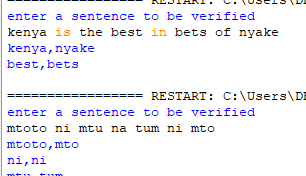 ================= RESTART: C:\Users\
enter a sentence to be verified
kenya is the best in bets of nyake
kenya,nyake
best,bets
================= RESTART: C:\Users\DE
enter a sentence to be verified
mtoto ni mtu na tum ni mto
mtoto,mto
ni,ni
mtu,tum